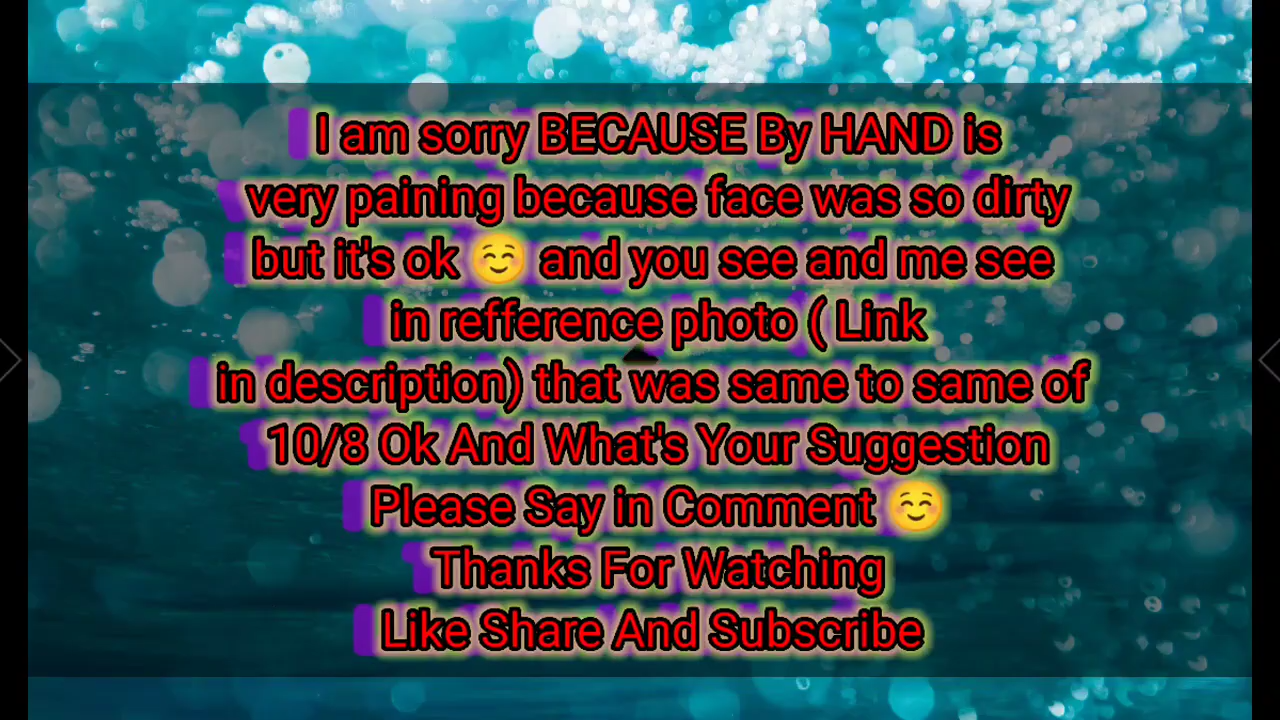 I am sorry BECAUSE By HAND is
very paining because face was so dirty
but it's ok ☺️ and you see and me see
in refference photo ( Link
in description) that was same to same of
10/8 Ok And What's Your Suggestion
Please Say in Comment ☺️
Thanks For Watching
Like Share And Subscribe